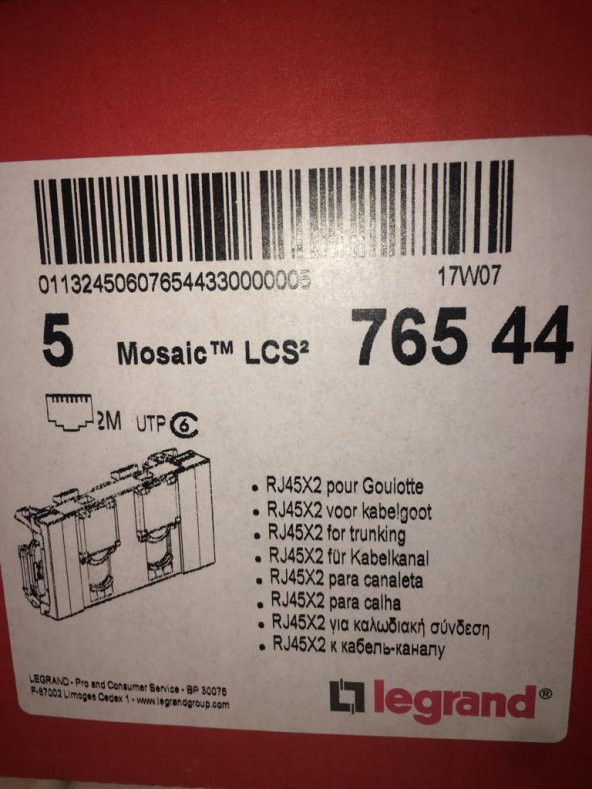 01132450607654433000005 17W07
5 Mosaic™ LCS² 765 44
2M UTP 6
• RJ45X2 pour Goulotte
• RJ45X2 voor kabelgoot
• RJ45X2 for trunking
• RJ45X2 für Kabelkanal
• RJ45X2 para canaleta
• RJ45X2 para calha
• RJ45X2 για καλωδιακή σύνδεση
• RJ45X2 к кабель-каналу
LEGRAND - Pro and Consumer Service - BP 30076
F-87002 Limoges Cedex 1 - www.legrandgroup.com
legrand®